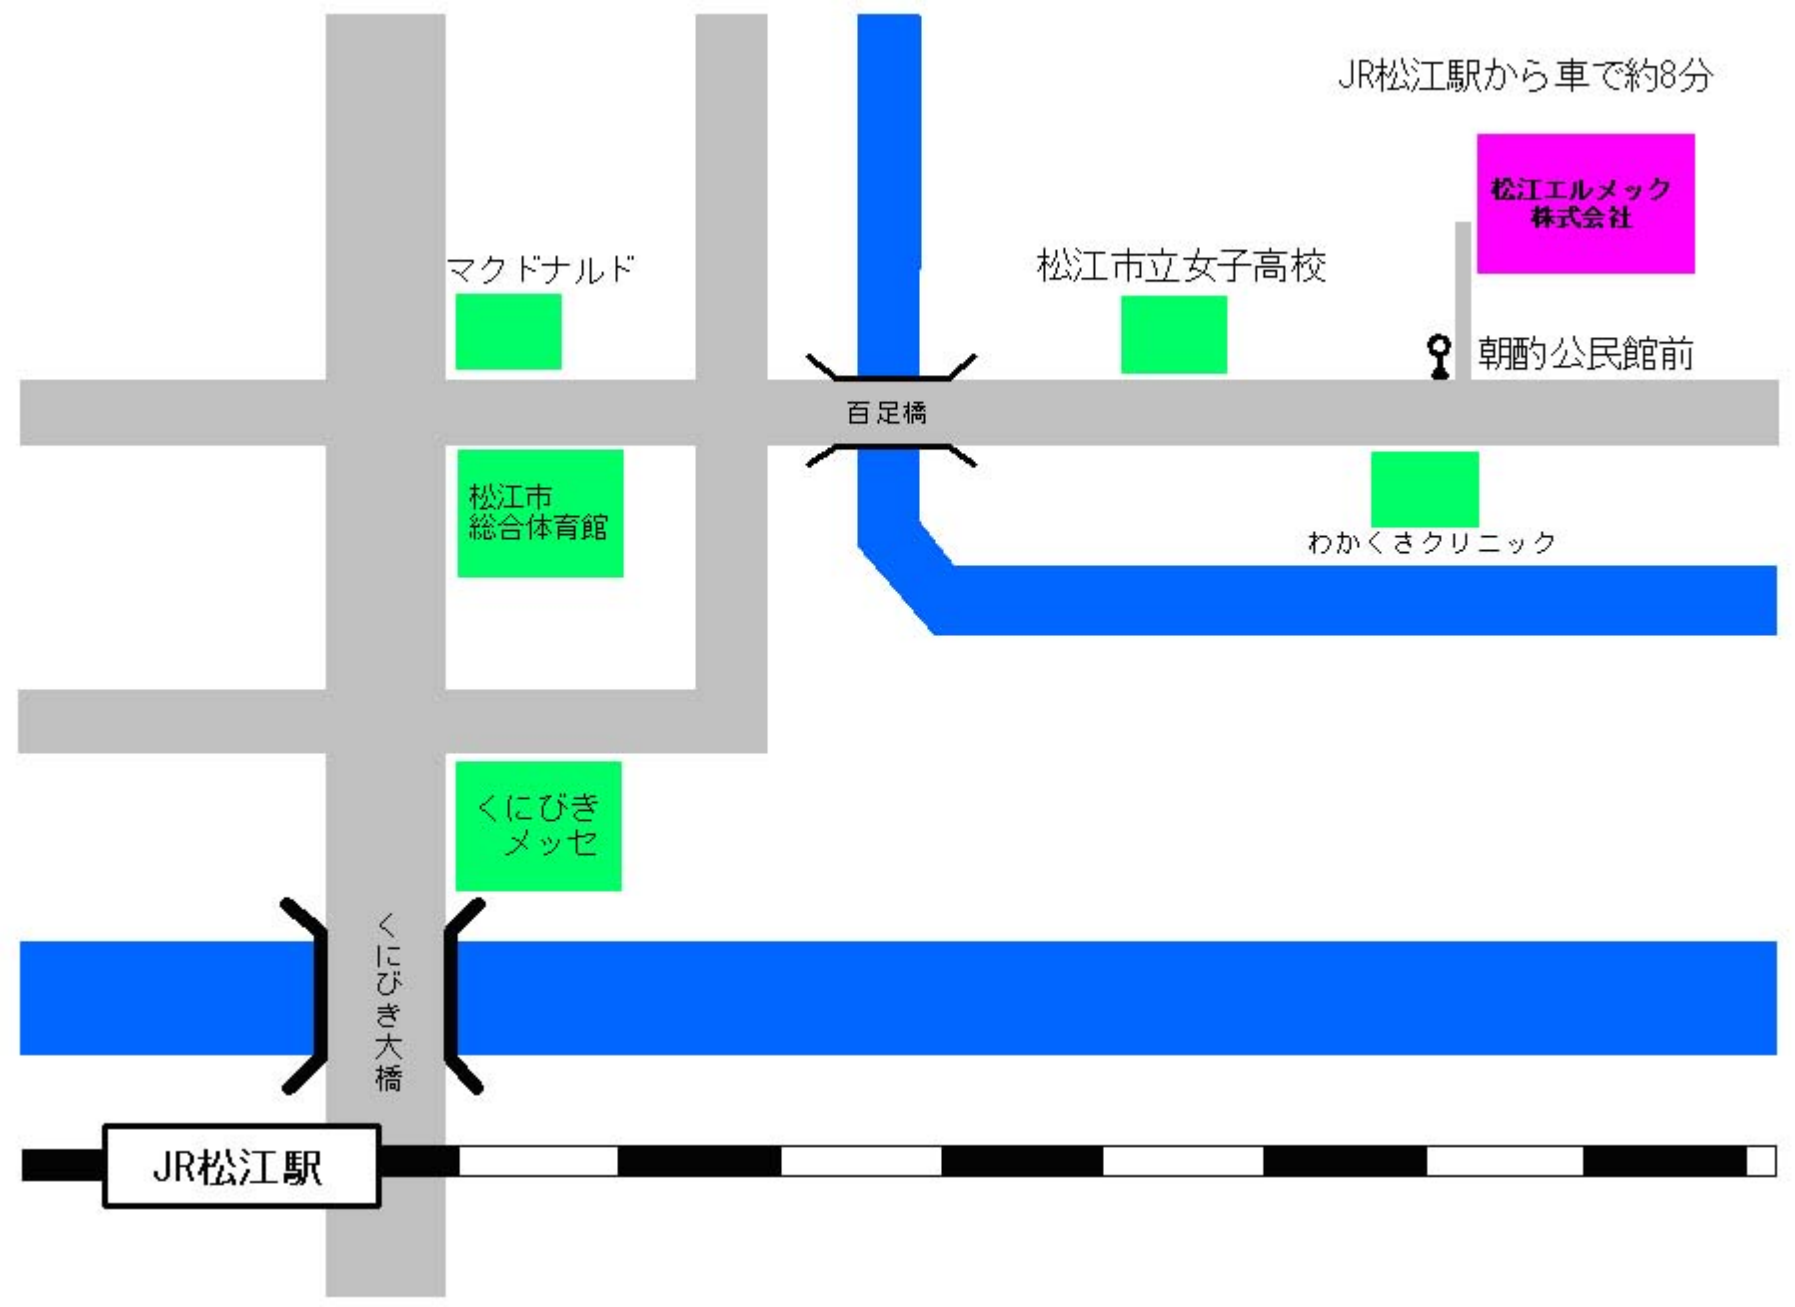 JR松江駅から車で約8分
松江エルメック
株式会社
マクドナルド
松江市立女子高校
朝酌公民館前
百足橋
松江市
総合体育館
わかくさクリニック
くにびき
メッセ
くにびき大橋
JR松江駅